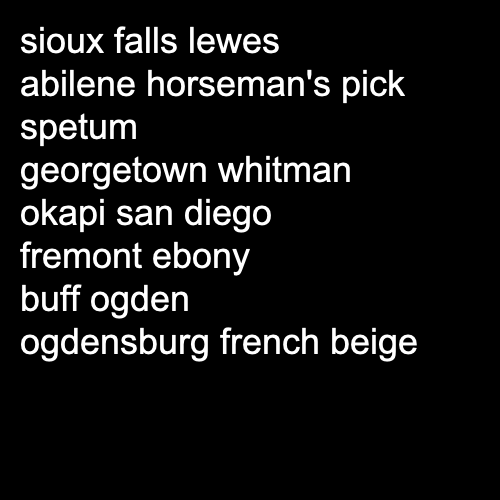 sioux falls lewes
abilene horseman's pick
spetum
georgetown whitman
okapi san diego
fremont ebony
buff ogden
ogdensburg french beige